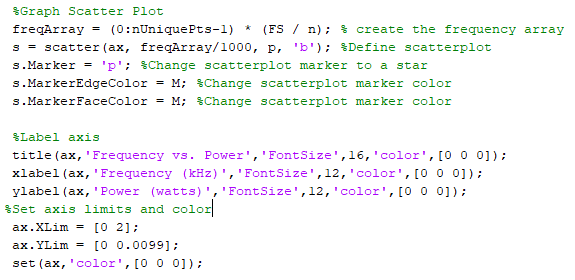 %Graph Scatter Plot
freqArray = (0:nUniquePts-1) * (FS / n); % create the frequency array
s = scatter(ax, freqArray/1000, p, 'b'); %Define scatterplot
s.Marker = 'p'; %Change scatterplot marker to a star
s.MarkerEdgeColor = M; %Change scatterplot marker color
s.MarkerFaceColor = M; %Change scatterplot marker color
%Label axis
title(ax,'Frequency vs. Power','FontSize',16,'color',[0 0 0]);
xlabel(ax,'Frequency (kHz)','FontSize',12,'color',[0 0 0]);
ylabel(ax,'Power (watts)','FontSize',12,'color',[0 0 0]);
%Set axis limits and color
ax.XLim = [0 2];
ax.YLim = [0 0.0099];
set(ax,'color',[0 0 0]);